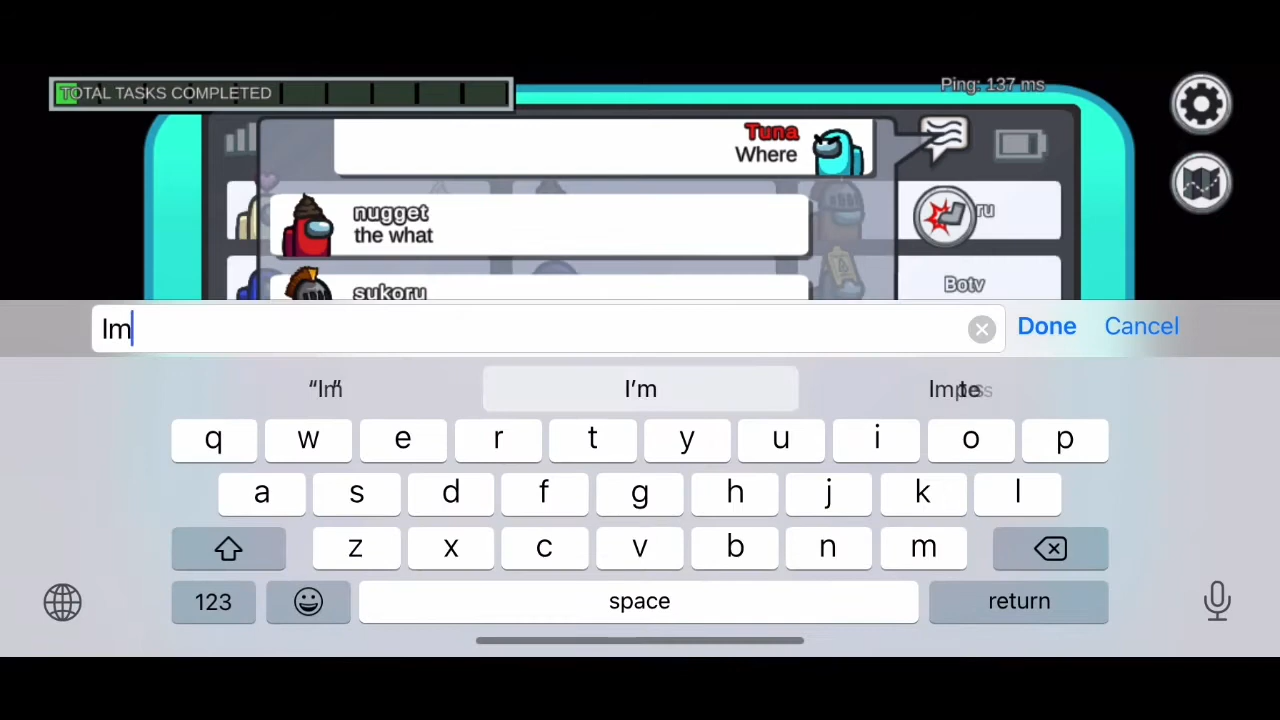 TOTAL TASKS COMPLETED
Ping: 137 ms
Tuna
Where
nugget
the what
ru
sukoru
Botv
Im
Done
Cancel
“Im”
I’m
q w e r t y u i o p
a s d f g h j k l
z x c v b n m
123
space
return